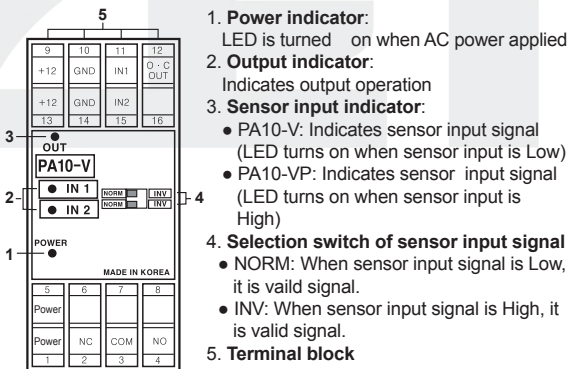 5
9 10 11 12
+12 GND IN1 O·C
OUT
+12 GND IN2
13 14 15 16
3
OUT
PA10-V
2 IN 1 NORM INV 4
IN 2 NORM INV
POWER
1
MADE IN KOREA
5 6 7 8
Power
Power NC COM NO
1 2 3 4
1. Power indicator:
LED is turned on when AC power applied
2. Output indicator:
Indicates output operation
3. Sensor input indicator:
● PA10-V: Indicates sensor input signal
(LED turns on when sensor input is Low)
● PA10-VP: Indicates sensor input signal
(LED turns on when sensor input is
High)
4. Selection switch of sensor input signal
● NORM: When sensor input signal is Low,
it is vaild signal.
● INV: When sensor input signal is High, it
is valid signal.
5. Terminal block